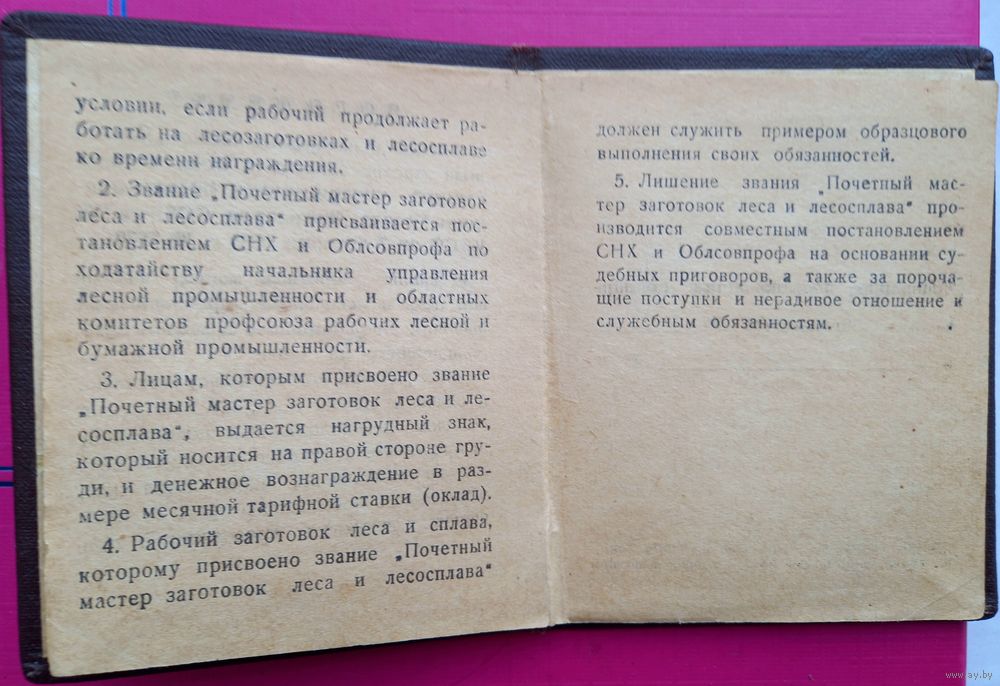 условии, если рабочий продолжает ра-
ботать на лесозаготовках и лесосплаве
ко времени награждения.
2. Звание „Почетный мастер заготовок
леса и лесосплава“ присваивается пос-
тановлением СНХ и Облсовпрофа по
ходатайству начальника управления
лесной промышленности и областных
комитетов профсоюза рабочих лесной и
бумажной промышленности.
3. Лицам, которым присвоено звание
„Почетный мастер заготовок леса и ле-
сосплава“, выдается нагрудный знак,
который носится на правой стороне гру-
ди, и денежное вознаграждение в раз-
мере месячной тарифной ставки (оклад).
4. Рабочий заготовок леса и сплава,
которому присвоено звание „Почетный
мастер заготовок леса и лесосплава“
должен служить примером образцового
выполнения своих обязанностей.
5. Лишение звания „Почетный мас-
тер заготовок леса и лесосплава“ про-
изводится совместным постановлением
СНХ и Облсовпрофа на основании су-
дебных приговоров, а также за пороча-
щие поступки и нерадивое отношение к
служебным обязанностям.
www.ay.by